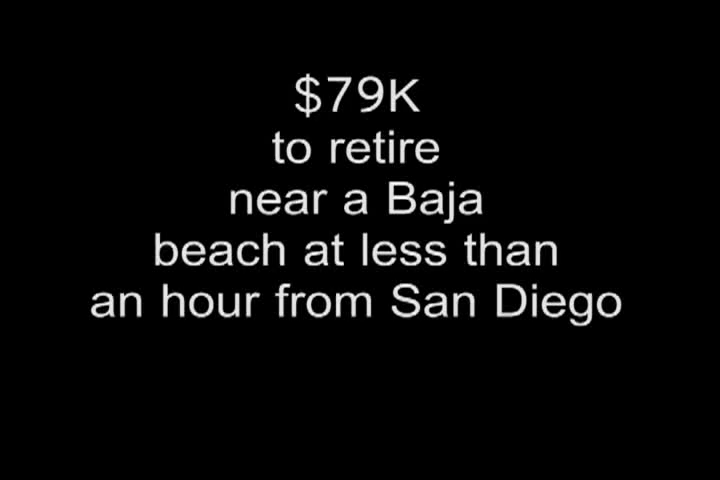 $79K
to retire
near a Baja
beach at less than
an hour from San Diego